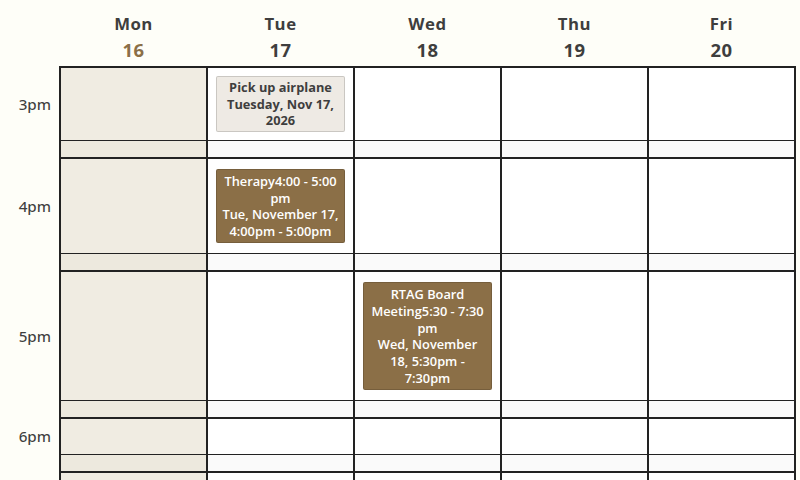 Mon Tue Wed Thu Fri
16 17 18 19 20
3pm
Pick up airplane
Tuesday, Nov 17,
2026
4pm
Therapy4:00 - 5:00
pm
Tue, November 17,
4:00pm - 5:00pm
5pm
RTAG Board
Meeting5:30 - 7:30
pm
Wed, November
18, 5:30pm -
7:30pm
6pm